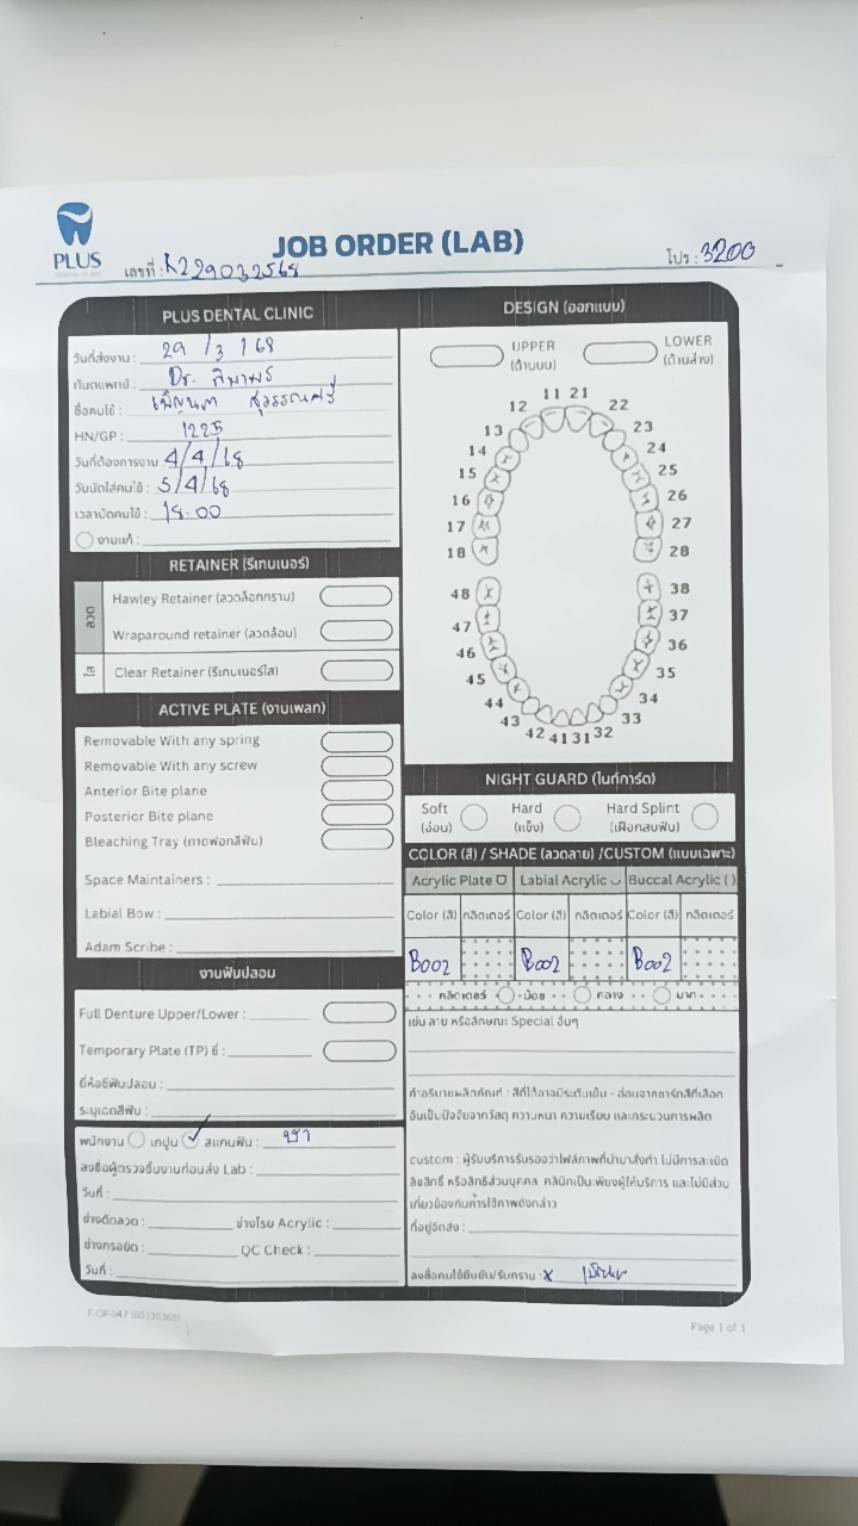 PLUS
JOB ORDER (LAB)
เลขที่ : R229032568
โปร : 3200
PLUS DENTAL CLINIC
วันที่ส่งงาน : 29 / 3 / 68
ทันตแพทย์ : Dr.
ชื่อคนไข้ :
HN/GP : 1225
วันที่ต้องการงาน 4/4/68
วันนัดใส่คนไข้ : 5/4/68
เวลานัดคนไข้ : 18.00
งานแก้ :
RETAINER (รีเทนเนอร์)
ลวด
Hawley Retainer (ลวดล็อกกราม)
Wraparound retainer (ลวดล้อม)
ใส
Clear Retainer (รีเทนเนอร์ใส)
ACTIVE PLATE (งานเพลท)
Removable With any spring
Removable With any screw
Anterior Bite plane
Posterior Bite plane
Bleaching Tray (ถาดฟอกสีฟัน)
Space Maintainers :
Labial Bow :
Adam Scribe :
งานฟันปลอม
Full Denture Upper/Lower :
Temporary Plate (TP) ซี่ :
ยี่ห้อซี่ฟันปลอม :
ระบุเฉดสีฟัน :
พนักงาน เทปูน สแกนฟัน :
ลงชื่อผู้ตรวจชิ้นงานก่อนส่ง Lab :
วันที่ :
ช่างดัดลวด : ช่างโรย Acrylic :
ช่างกรอขัด : QC Check :
วันที่ :
DESIGN (ออกแบบ)
UPPER
(ด้านบน)
LOWER
(ด้านล่าง)
11 21
12 22
13 23
14 24
15 25
16 26
17 27
18 28
48 38
47 37
46 36
45 35
44 34
43 33
42 41 31 32
NIGHT GUARD (ไนท์การ์ด)
Soft
(อ่อน)
Hard
(แข็ง)
Hard Splint
(เฝือกสบฟัน)
COLOR (สี) / SHADE (ลวดลาย) /CUSTOM (แบบเฉพาะ)
Acrylic Plate Labial Acrylic Buccal Acrylic ( )
Color (สี) กลิตเตอร์ Color (สี) กลิตเตอร์ Color (สี) กลิตเตอร์
B002 B002 B002
กลิตเตอร์ น้อย กลาง มาก
เช่น ลาย หรือลักษณะ Special อื่นๆ
คำอธิบายผลิตภัณฑ์ : สีที่ได้อาจมีระดับเข้ม - อ่อนจากชาร์ทสีที่เลือก
อันเป็นปัจจัยจากวัสดุ ความหนา ความเรียบ และกระบวนการผลิต
custom : ผู้รับบริการรับรองว่าไฟล์ภาพที่นำมาสั่งทำ ไม่มีการละเมิด
ลิขสิทธิ์ หรือสิทธิส่วนบุคคล คลินิกเป็นเพียงผู้ให้บริการ และไม่มีส่วน
เกี่ยวข้องกับการใช้ภาพดังกล่าว
ที่อยู่จัดส่ง :
ลงชื่อคนไข้ยืนยัน/รับทราบ : x
Page 1 of 1